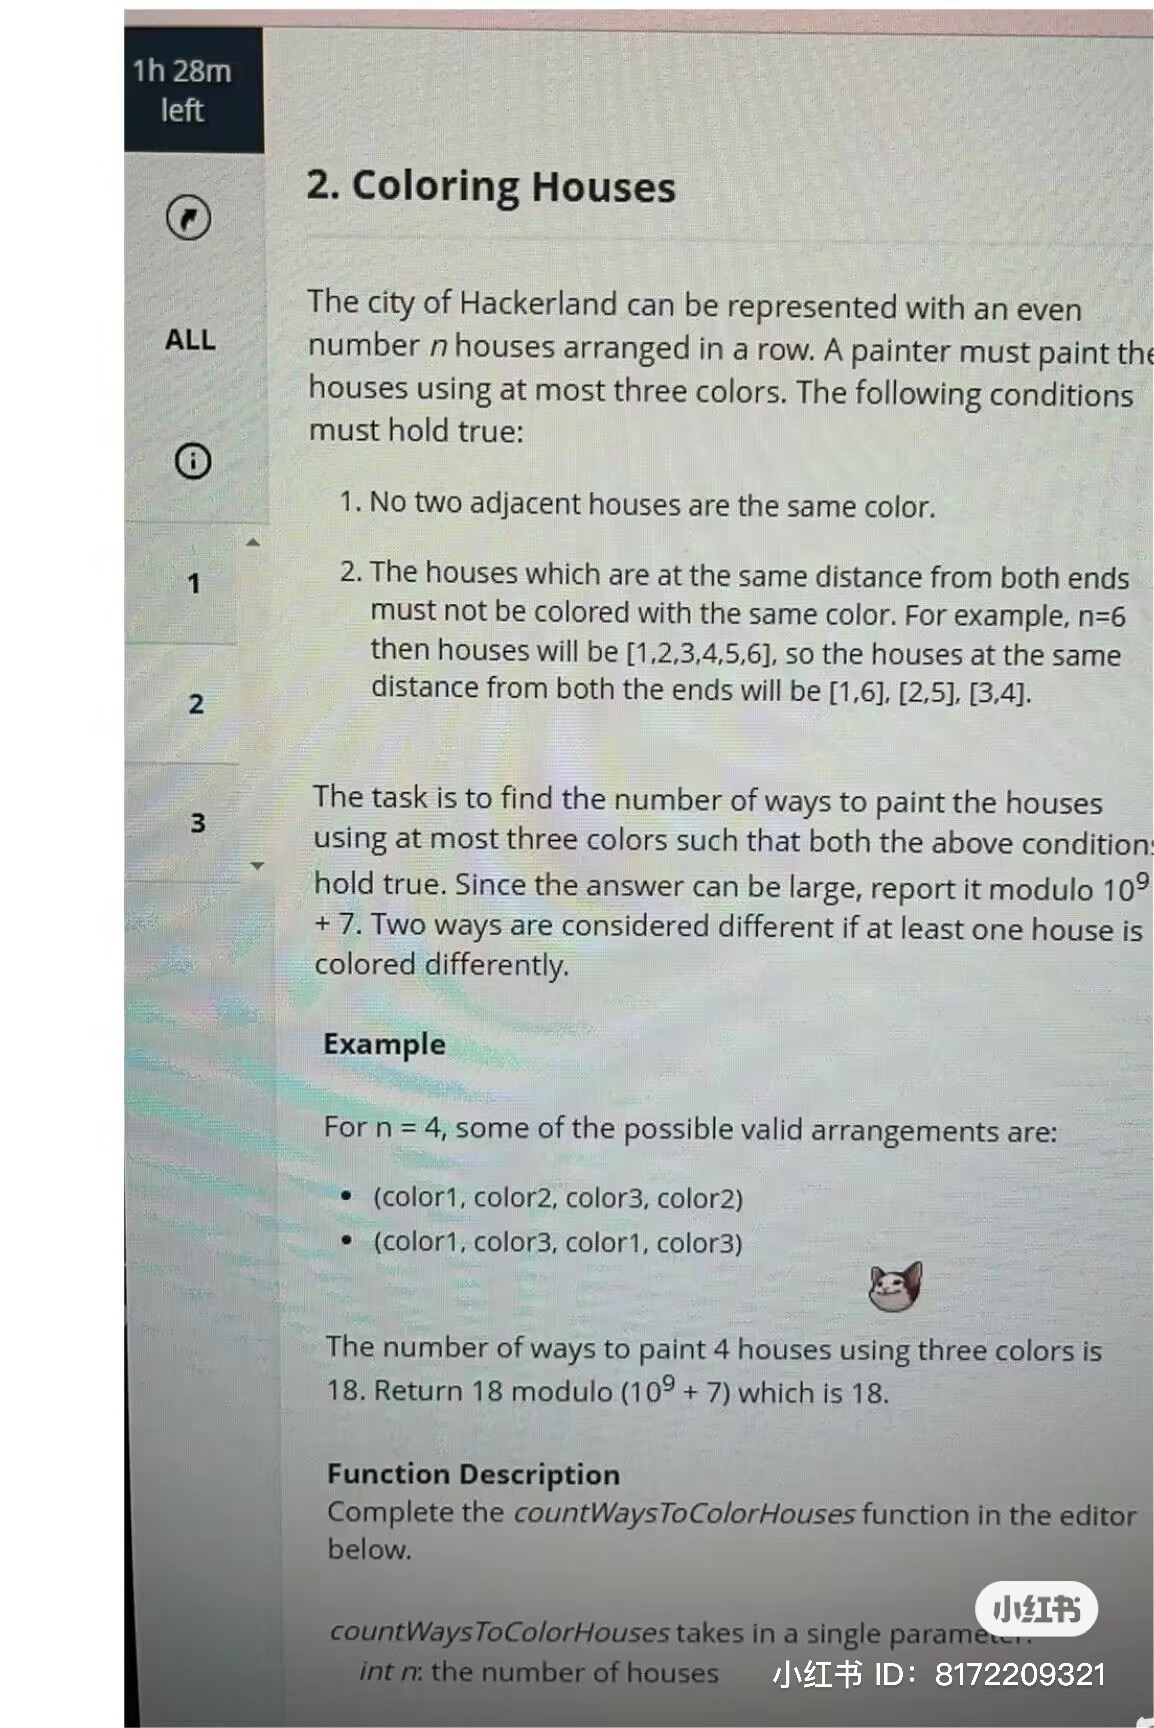 1h 28m
left
2. Coloring Houses
ALL
The city of Hackerland can be represented with an even
number n houses arranged in a row. A painter must paint the
houses using at most three colors. The following conditions
must hold true:
1. No two adjacent houses are the same color.
2. The houses which are at the same distance from both ends
must not be colored with the same color. For example, n=6
then houses will be [1,2,3,4,5,6], so the houses at the same
distance from both the ends will be [1,6], [2,5], [3,4].
1
2
3
The task is to find the number of ways to paint the houses
using at most three colors such that both the above conditions
hold true. Since the answer can be large, report it modulo 10⁹
+ 7. Two ways are considered different if at least one house is
colored differently.
Example
For n = 4, some of the possible valid arrangements are:
• (color1, color2, color3, color2)
• (color1, color3, color1, color3)
The number of ways to paint 4 houses using three colors is
18. Return 18 modulo (10⁹ + 7) which is 18.
Function Description
Complete the countWaysToColorHouses function in the editor
below.
countWaysToColorHouses takes in a single parameter:
int n: the number of houses
小红书
小红书 ID: 8172209321